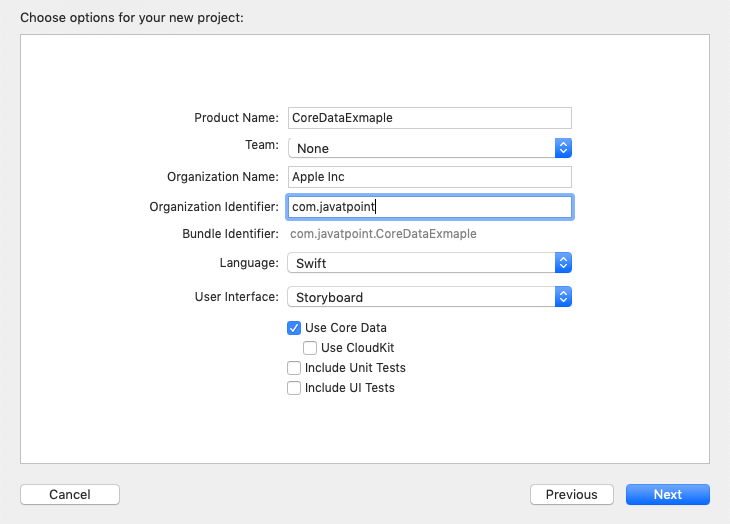 Choose options for your new project:
Product Name: CoreDataExmaple
Team: None
Organization Name: Apple Inc
Organization Identifier: com.javatpoint
Bundle Identifier: com.javatpoint.CoreDataExmaple
Language: Swift
User Interface: Storyboard
Use Core Data
Use CloudKit
Include Unit Tests
Include UI Tests
Cancel Previous Next